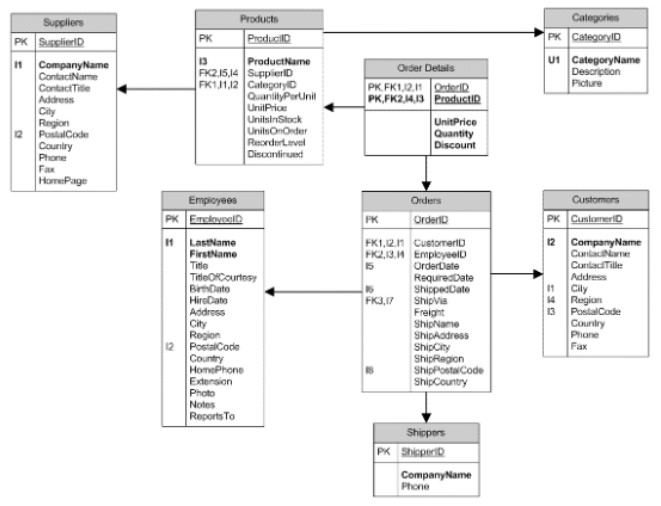 Suppliers
PK SupplierID
I1 CompanyName
ContactName
ContactTitle
Address
City
Region
I2 PostalCode
Country
Phone
Fax
HomePage
Products
PK ProductID
I3 ProductName
FK2,I5,I4 SupplierID
FK1,I1,I2 CategoryID
QuantityPerUnit
UnitPrice
UnitsInStock
UnitsOnOrder
ReorderLevel
Discontinued
Order Details
PK,FK1,I2,I1 OrderID
PK,FK2,I4,I3 ProductID
UnitPrice
Quantity
Discount
Categories
PK CategoryID
U1 CategoryName
Description
Picture
Employees
PK EmployeeID
I1 LastName
FirstName
Title
TitleOfCourtesy
BirthDate
HireDate
Address
City
Region
I2 PostalCode
Country
HomePhone
Extension
Photo
Notes
ReportsTo
Orders
PK OrderID
FK1,I2,I1 CustomerID
FK2,I3,I4 EmployeeID
I5 OrderDate
RequiredDate
I6 ShippedDate
FK3,I7 ShipVia
Freight
ShipName
ShipAddress
ShipCity
ShipRegion
I8 ShipPostalCode
ShipCountry
Customers
PK CustomerID
I2 CompanyName
ContactName
ContactTitle
Address
I1 City
I4 Region
I3 PostalCode
Country
Phone
Fax
Shippers
PK ShipperID
CompanyName
Phone